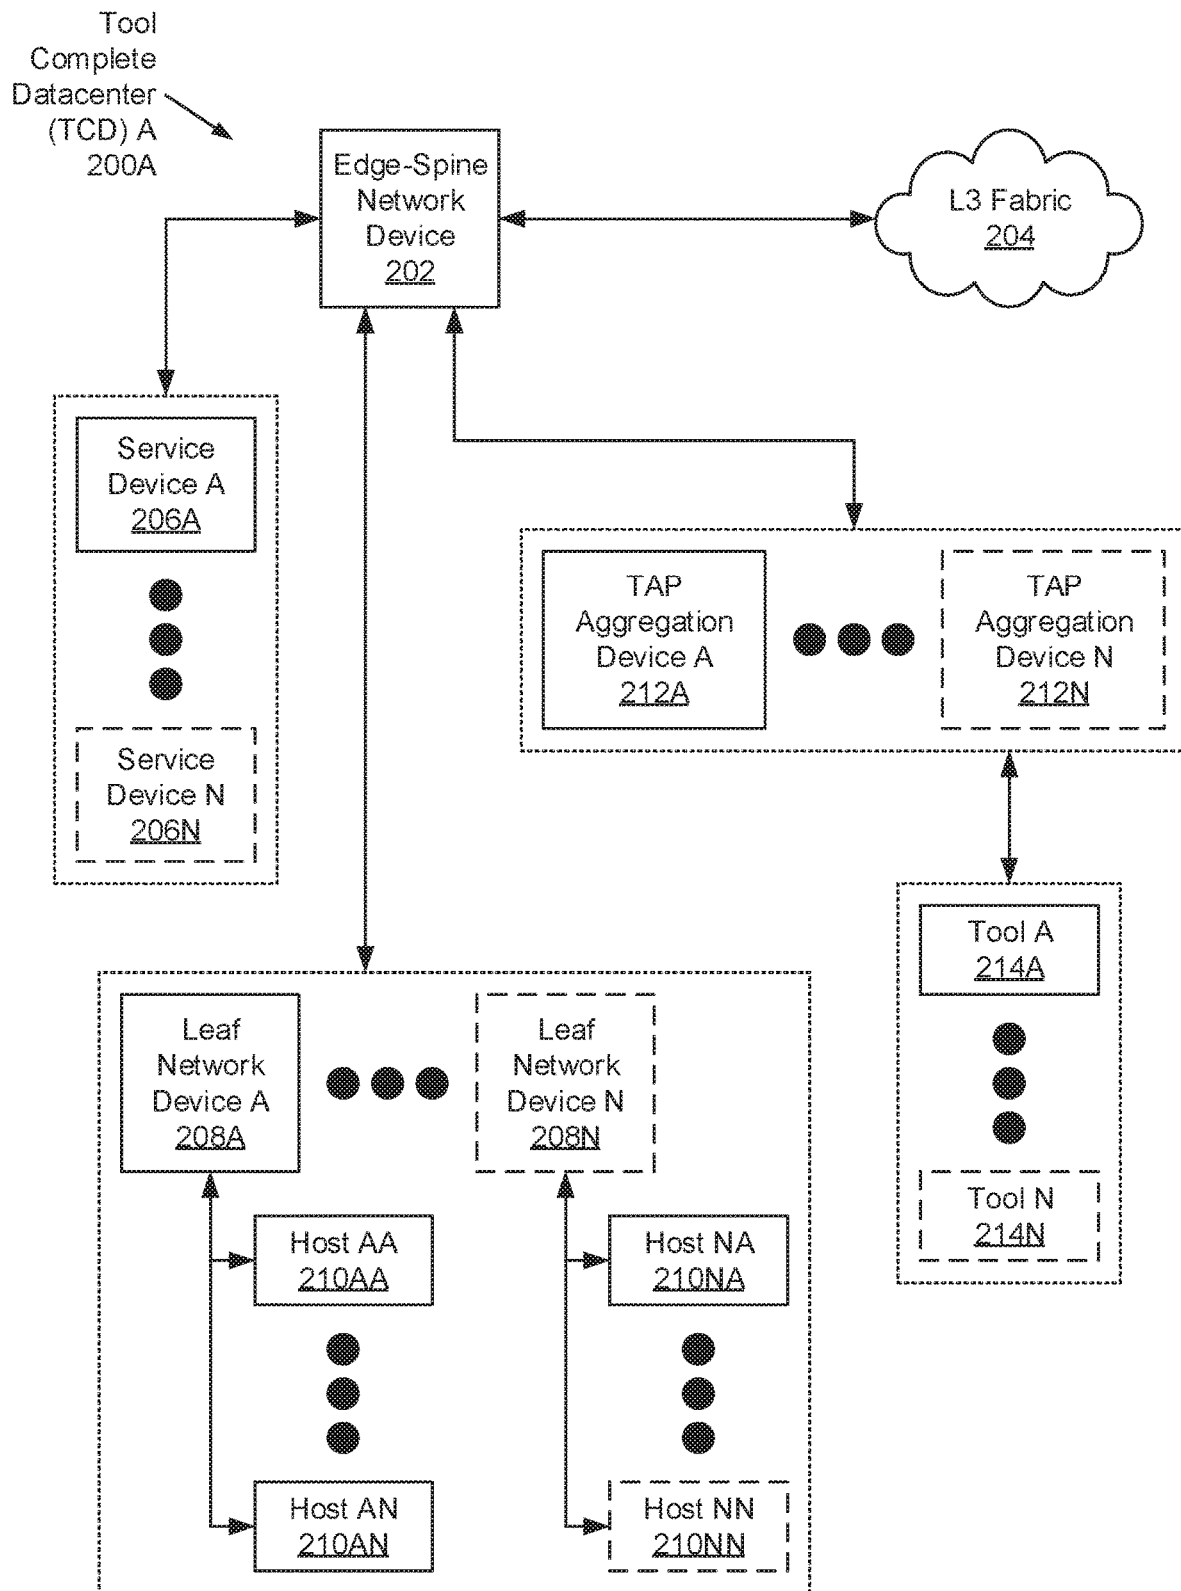 Tool
Complete
Datacenter
(TCD) A
200A
Edge-Spine
Network
Device
202
L3 Fabric
204
Service
Device A
206A
Service
Device N
206N
TAP
Aggregation
Device A
212A
TAP
Aggregation
Device N
212N
Tool A
214A
Tool N
214N
Leaf
Network
Device A
208A
Leaf
Network
Device N
208N
Host AA
210AA
Host AN
210AN
Host NA
210NA
Host NN
210NN